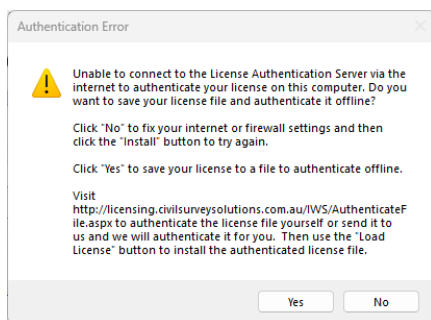 Authentication Error
Unable to connect to the License Authentication Server via the
internet to authenticate your license on this computer. Do you
want to save your license file and authenticate it offline?
Click "No" to fix your internet or firewall settings and then
click the "Install" button to try again.
Click "Yes" to save your license to a file to authenticate offline.
Visit
http://licensing.civilsurveysolutions.com.au/IWS/AuthenticateF
ile.aspx to authenticate the license file yourself or send it to
us and we will authenticate it for you.  Then use the "Load
License" button to install the authenticated license file.
Yes
No